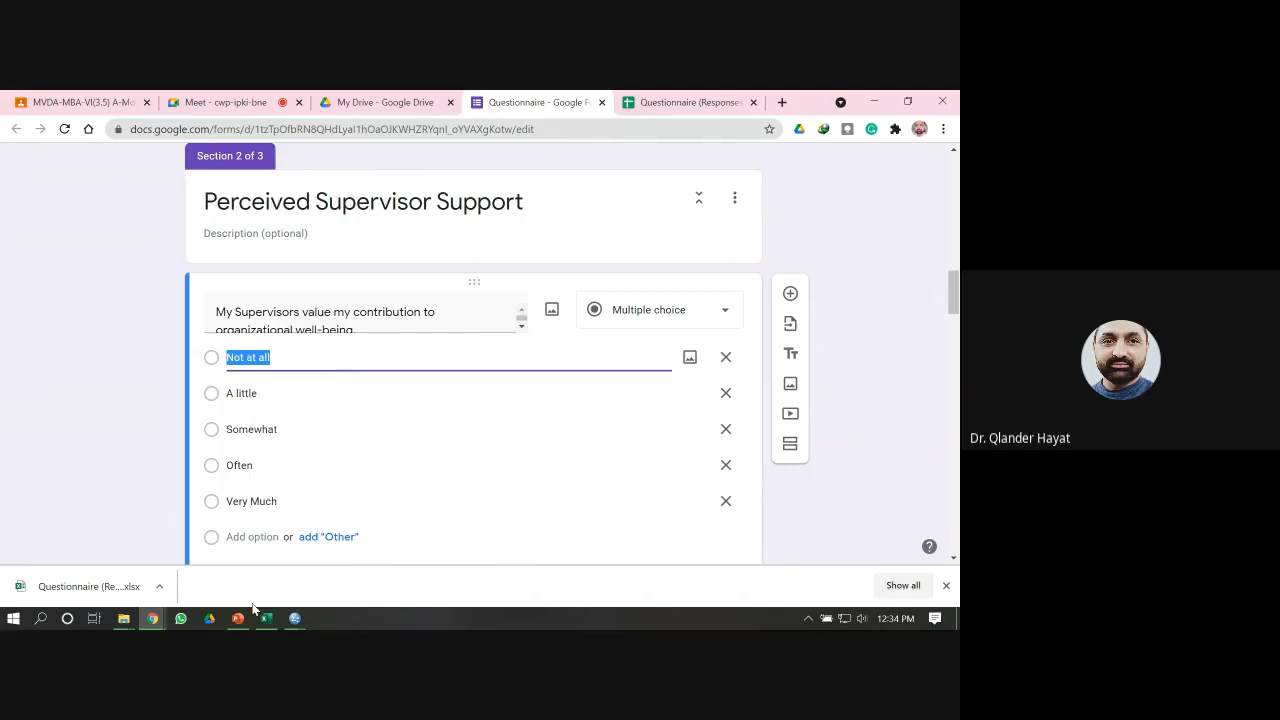 MVDA-MBA-VI(3.5) A-Mo
Meet - cwp-ipki-bne
My Drive - Google Drive
Questionnaire - Google F
Questionnaire (Responses
docs.google.com/forms/d/1tzTpOfbRN8QHdLyaI1hOaOJKWHZRYqnI_oYVAXgKotw/edit
Section 2 of 3
Perceived Supervisor Support
Description (optional)
My Supervisors value my contribution to
organizational well-being.
Multiple choice
Not at all
A little
Somewhat
Often
Very Much
Add option or add "Other"
Dr. Qlander Hayat
Questionnaire (Re....xlsx
Show all
12:34 PM